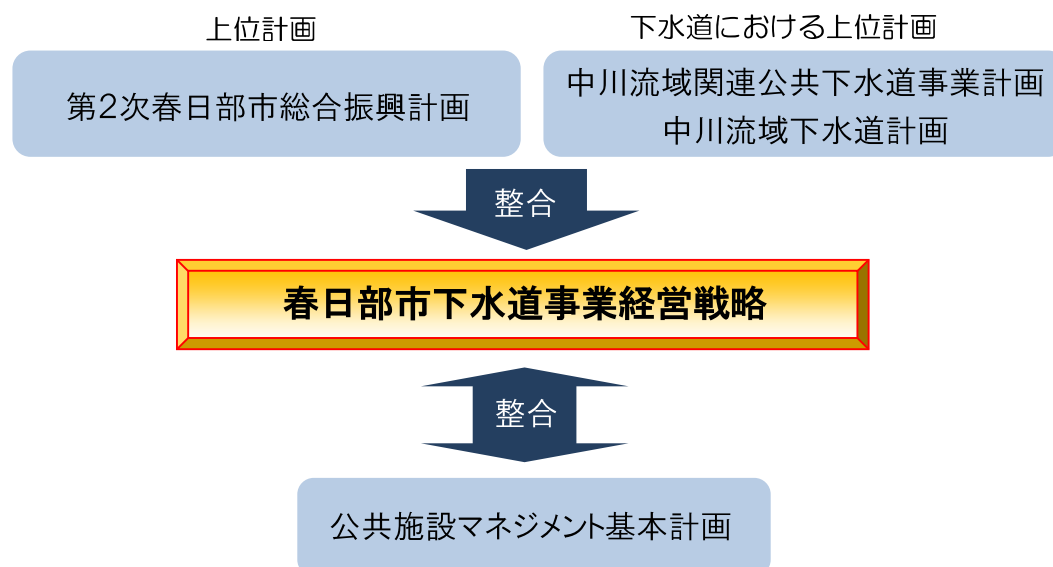 上位計画
下水道における上位計画
第2次春日部市総合振興計画
中川流域関連公共下水道事業計画
中川流域下水道計画
整合
春日部市下水道事業経営戦略
整合
公共施設マネジメント基本計画